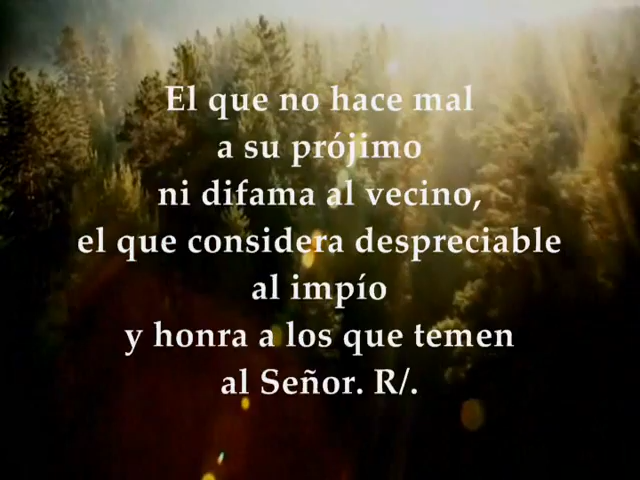 El que no hace mal
a su prójimo
ni difama al vecino,
el que considera despreciable
al impío
y honra a los que temen
al Señor. R/.